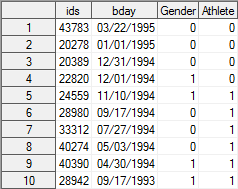 ids bday Gender Athlete
1 43783 03/22/1995 0 0
2 20278 01/01/1995 0 0
3 20389 12/31/1994 0 0
4 22820 12/01/1994 1 0
5 24559 11/10/1994 1 1
6 28980 09/17/1994 0 1
7 33312 07/27/1994 0 1
8 40274 05/03/1994 0 1
9 40390 04/30/1994 1 1
10 28942 09/17/1993 1 1